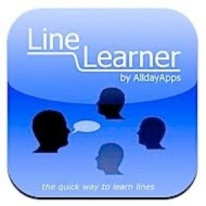 Line
Learner
by AlldayApps
the quick way to learn lines